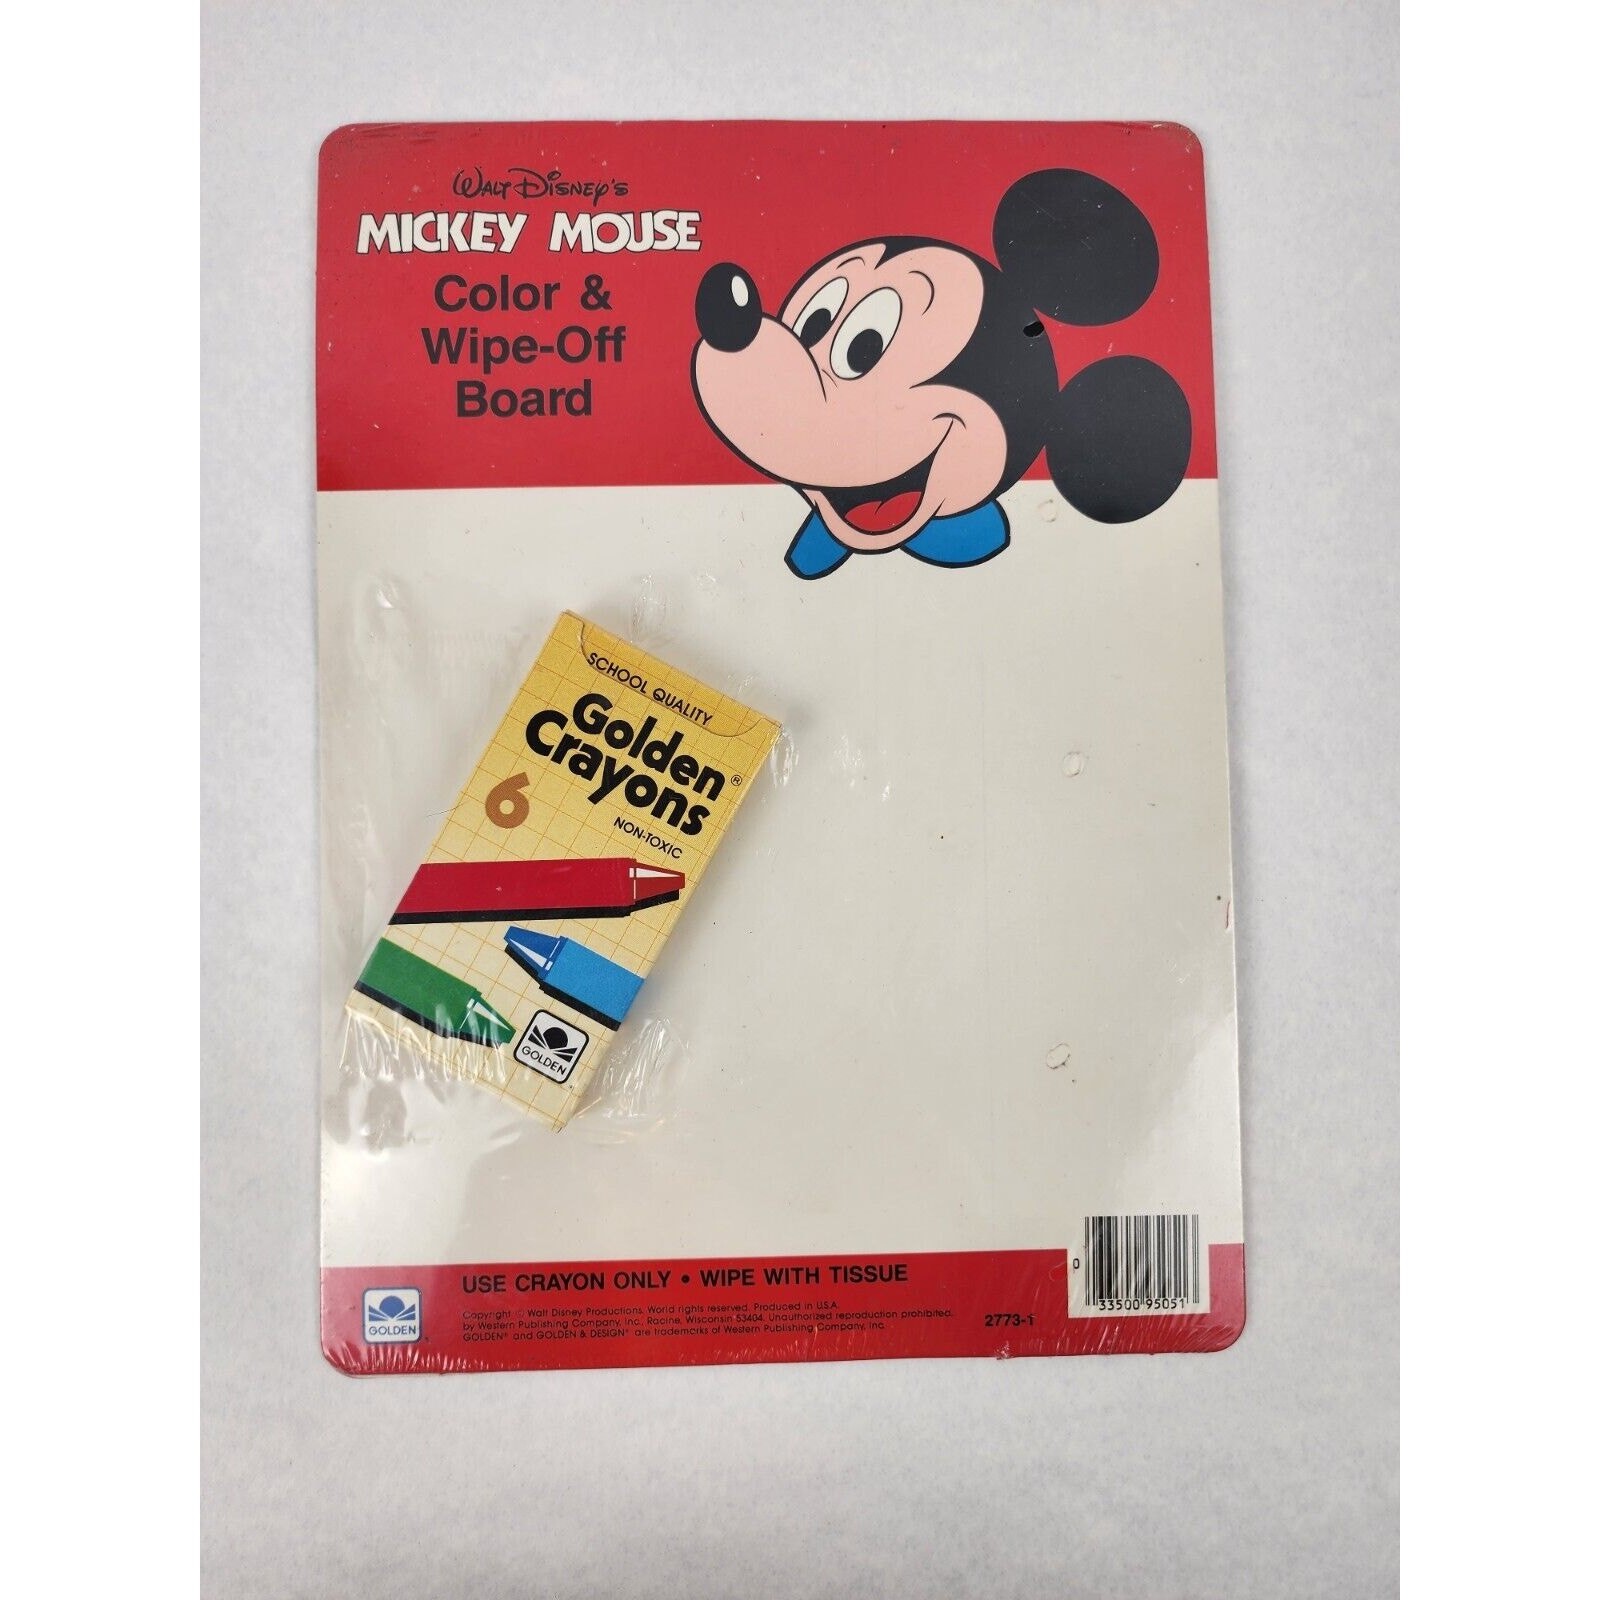 WALT DISNEY'S
MICKEY MOUSE
Color &
Wipe-Off
Board
SCHOOL QUALITY
Golden
Crayons®
6
NON-TOXIC
GOLDEN
USE CRAYON ONLY • WIPE WITH TISSUE
Copyright © Walt Disney Productions. World rights reserved. Produced in U.S.A.
by Western Publishing Company, Inc., Racine, Wisconsin 53404. Unauthorized reproduction prohibited.
GOLDEN® and GOLDEN & DESIGN® are trademarks of Western Publishing Company, Inc.
GOLDEN
2773-1
0 33500 95051